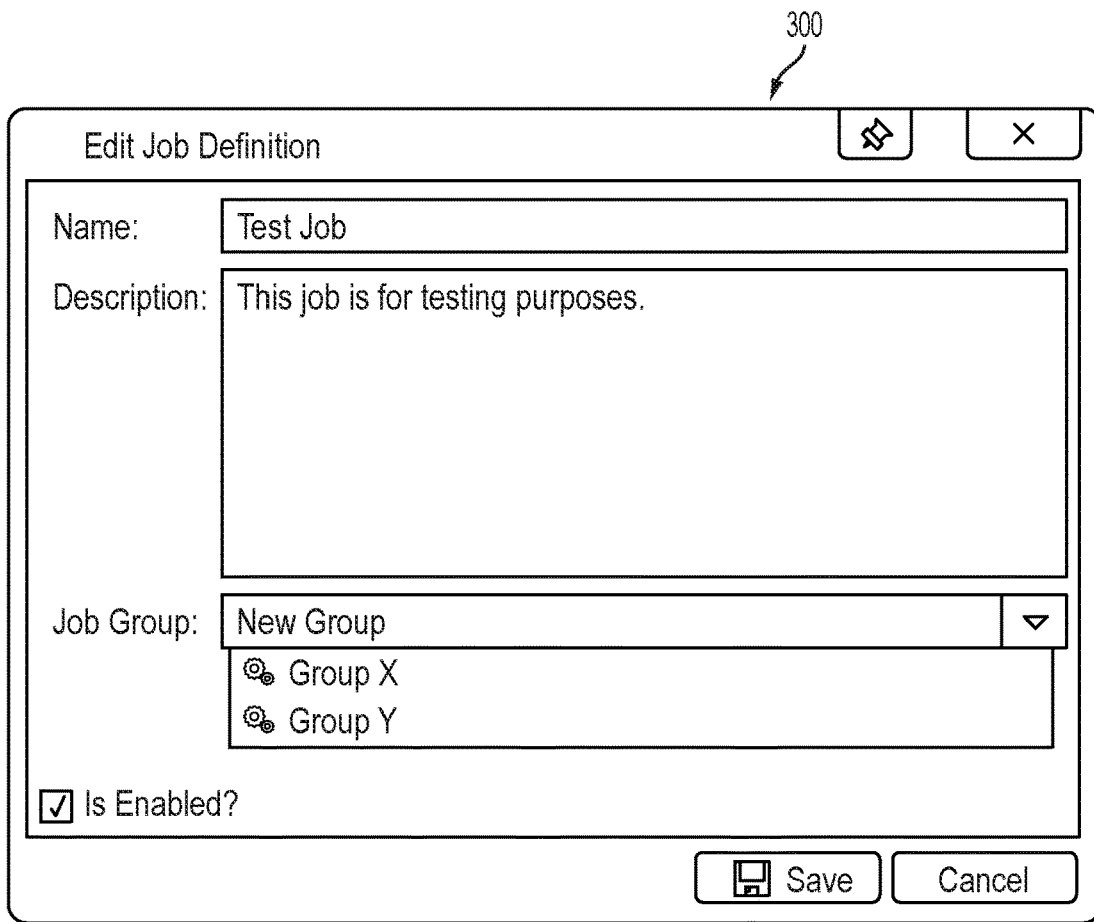 300
Edit Job Definition
Name: Test Job
Description: This job is for testing purposes.
Job Group: New Group
Group X
Group Y
Is Enabled?
Save Cancel